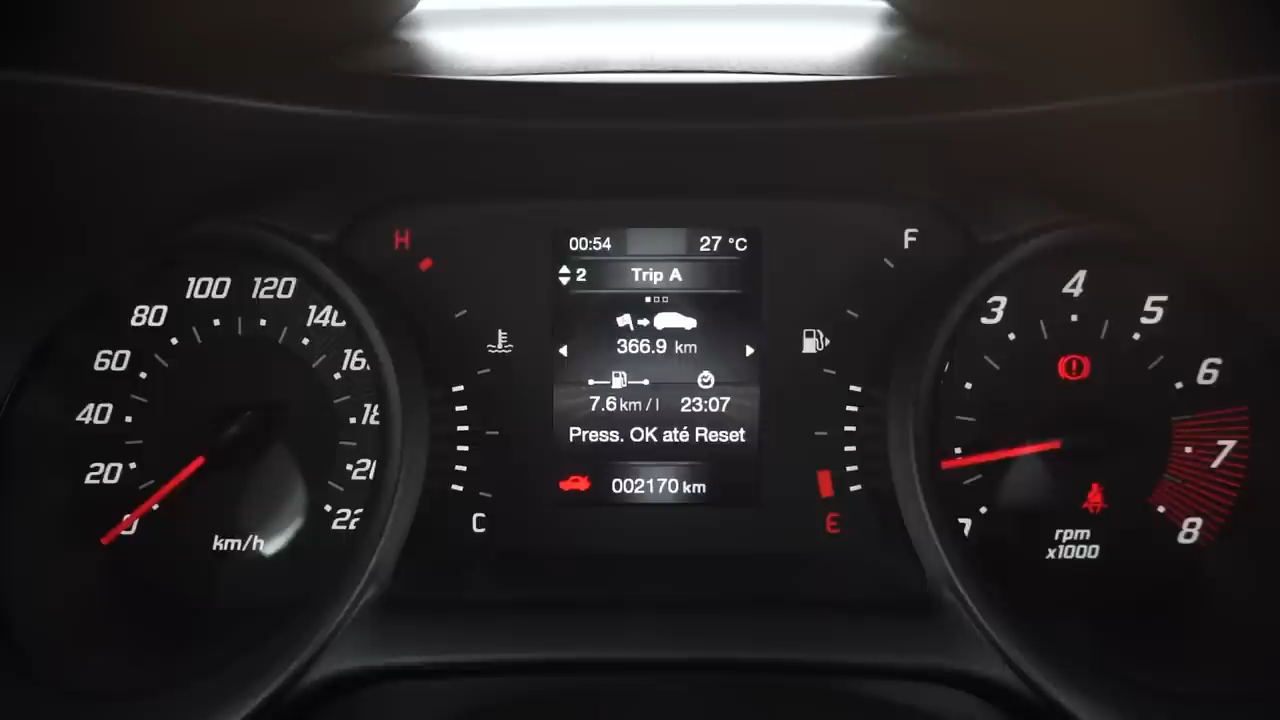 00:54 27 °C
2 Trip A
366.9 km
7.6 km/l 23:07
Press. OK até Reset
002170 km
H
C
F
E
0
20
40
60
80
100
120
km/h
3
4
5
6
7
8
rpm
x1000